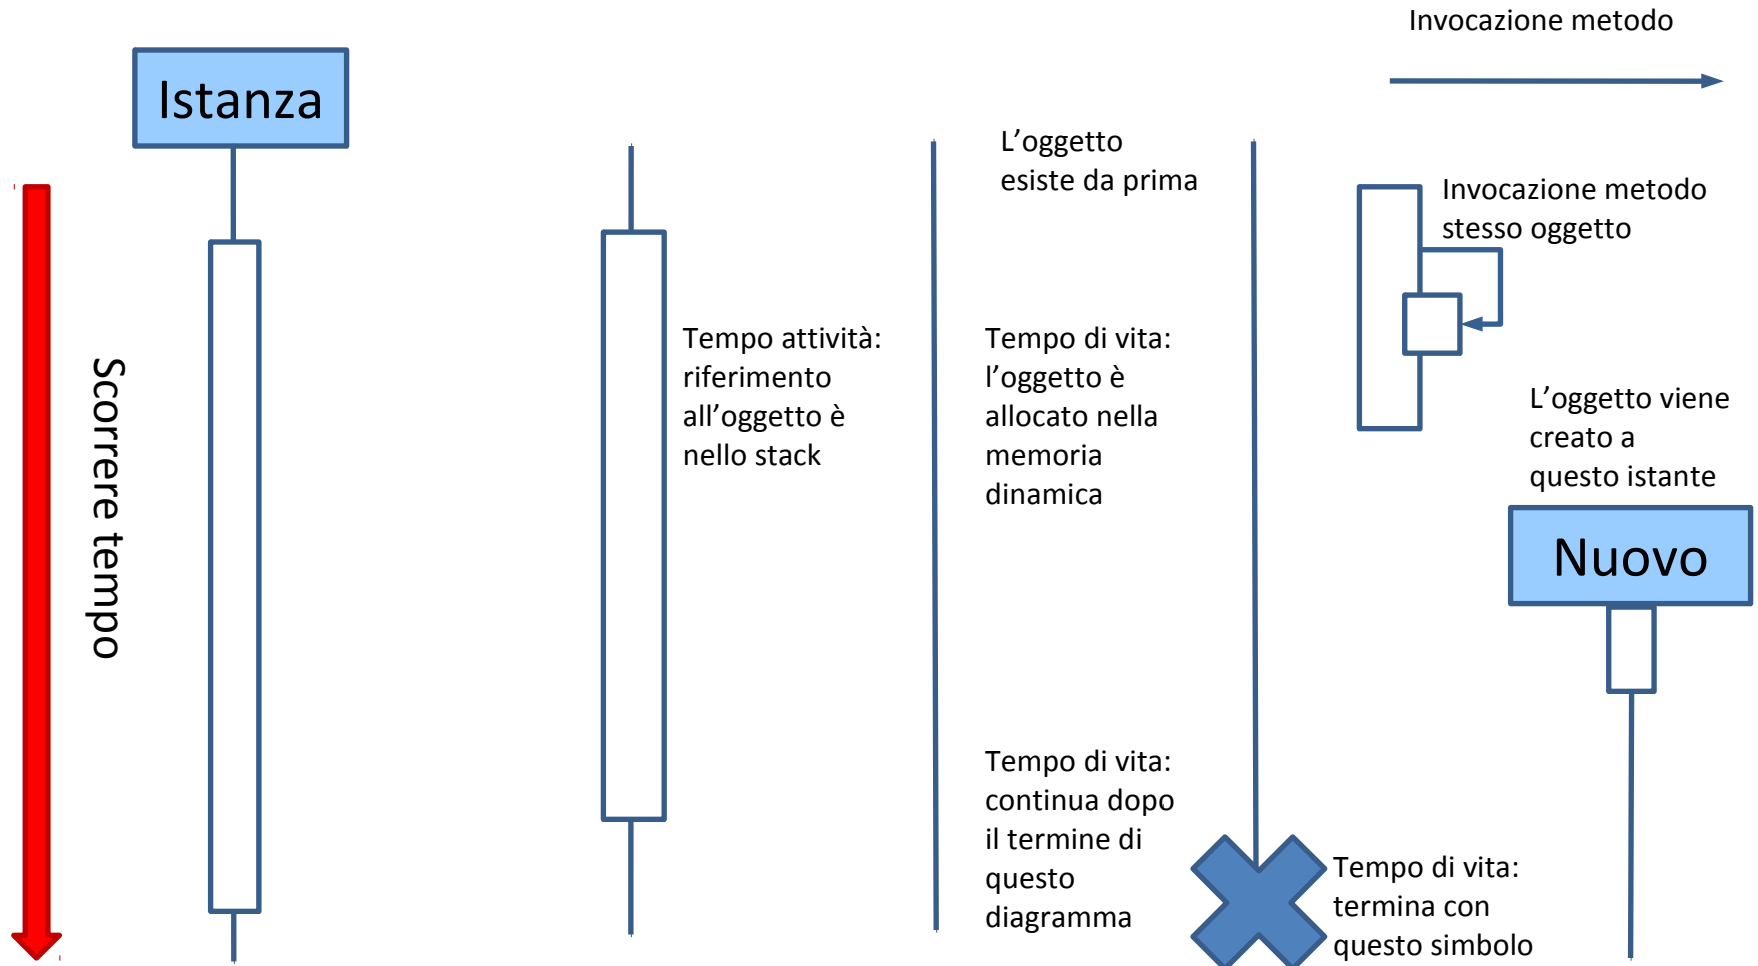 Invocazione metodo
Istanza
L'oggetto
esiste da prima
Invocazione metodo
stesso oggetto
Scorrere tempo
Tempo attività:
riferimento
all'oggetto è
nello stack
Tempo di vita:
l'oggetto è
allocato nella
memoria
dinamica
L'oggetto viene
creato a
questo istante
Nuovo
Tempo di vita:
continua dopo
il termine di
questo
diagramma
Tempo di vita:
termina con
questo simbolo